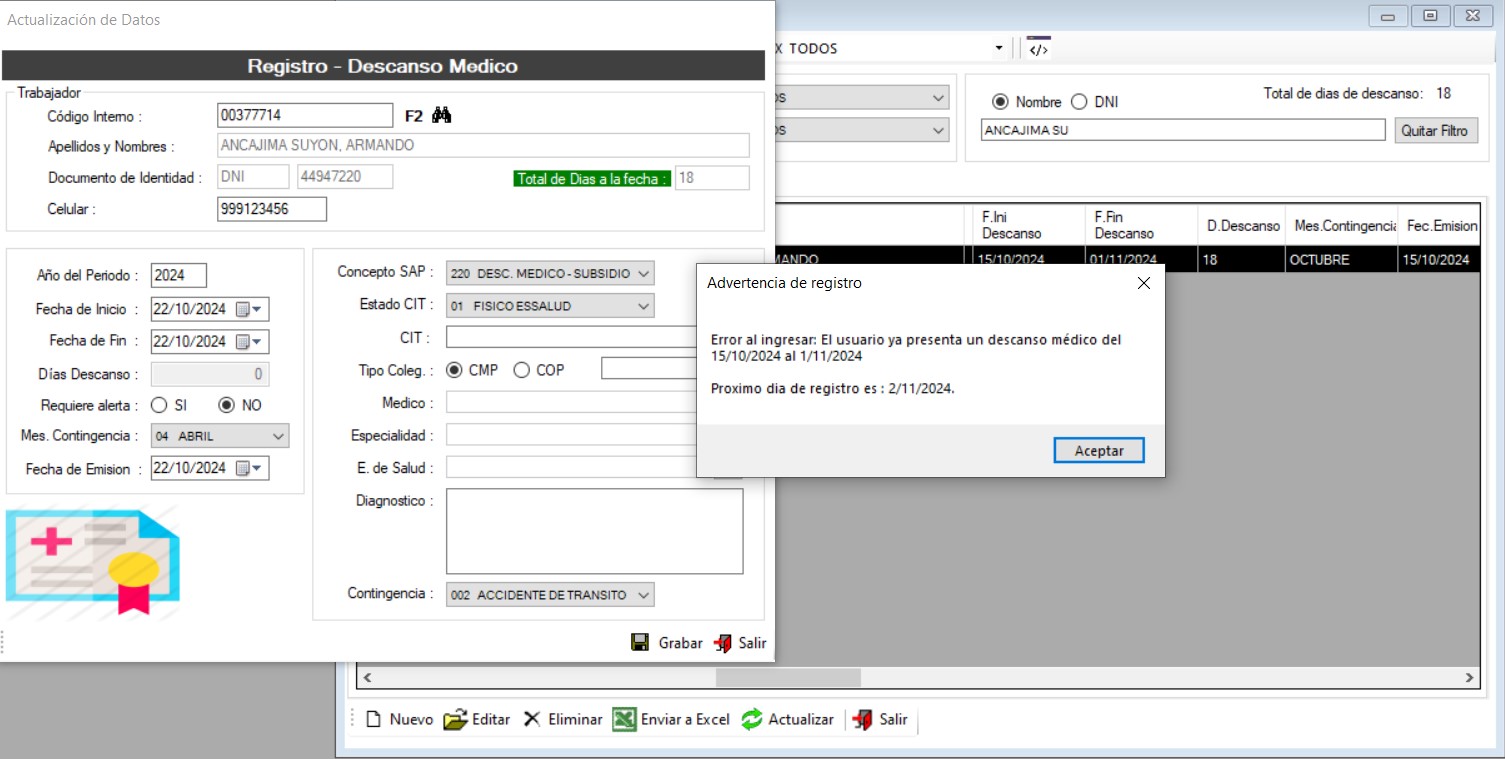 Actualización de Datos
Registro - Descanso Medico
Trabajador
Código Interno :
00377714
F2
Apellidos y Nombres :
ANCAJIMA SUYON, ARMANDO
Documento de Identidad :
DNI
44947220
Total de Dias a la fecha :
18
Celular :
999123456
Año del Periodo :
2024
Fecha de Inicio :
22/10/2024
Fecha de Fin :
22/10/2024
Días Descanso :
0
Requiere alerta :
SI
NO
Mes. Contingencia :
04 ABRIL
Fecha de Emision :
22/10/2024
Concepto SAP :
220 DESC. MEDICO - SUBSIDIO
Estado CIT :
01 FISICO ESSALUD
CIT :
Tipo Coleg. :
CMP
COP
Medico :
Especialidad :
E. de Salud :
Diagnostico :
Contingencia :
002 ACCIDENTE DE TRANSITO
Grabar
Salir
X TODOS
</>
OS
OS
Nombre
DNI
Total de dias de descanso: 18
ANCAJIMA SU
Quitar Filtro
F.Ini
Descanso
F.Fin
Descanso
D.Descanso
Mes.Contingencia
Fec.Emision
MANDO
15/10/2024
01/11/2024
18
OCTUBRE
15/10/2024
Advertencia de registro
Error al ingresar: El usuario ya presenta un descanso médico del
15/10/2024 al 1/11/2024
Proximo dia de registro es : 2/11/2024.
Aceptar
Nuevo
Editar
Eliminar
Enviar a Excel
Actualizar
Salir